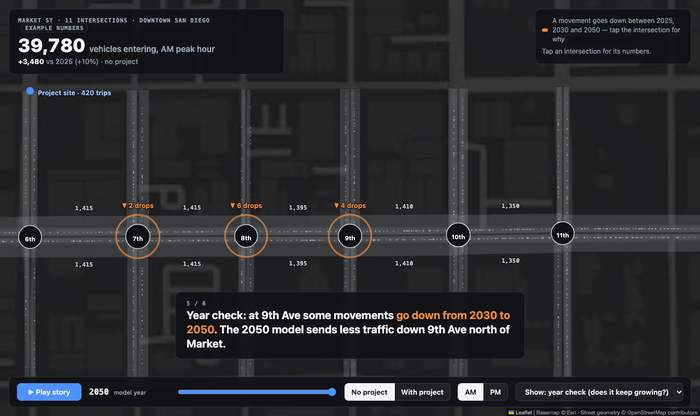 MARKET ST · 11 INTERSECTIONS · DOWNTOWN SAN DIEGO
EXAMPLE NUMBERS
39,780 vehicles entering, AM peak hour
+3,480 vs 2025 (+10%) · no project
A movement goes down between 2025,
2030 and 2050 — tap the intersection for
why
Tap an intersection for its numbers.
Project site · 420 trips
▼ 2 drops ▼ 6 drops ▼ 4 drops
1,415 1,415 1,395 1,410 1,350
6th 7th 8th 9th 10th 11th
1,415 1,415 1,395 1,410 1,350
5 / 6
Year check: at 9th Ave some movements go down from 2030 to
2050. The 2050 model sends less traffic down 9th Ave north of
Market.
▶ Play story 2050 model year No project With project AM PM Show: year check (does it keep growing?)
Leaflet | Basemap © Esri · Street geometry © OpenStreetMap contributors